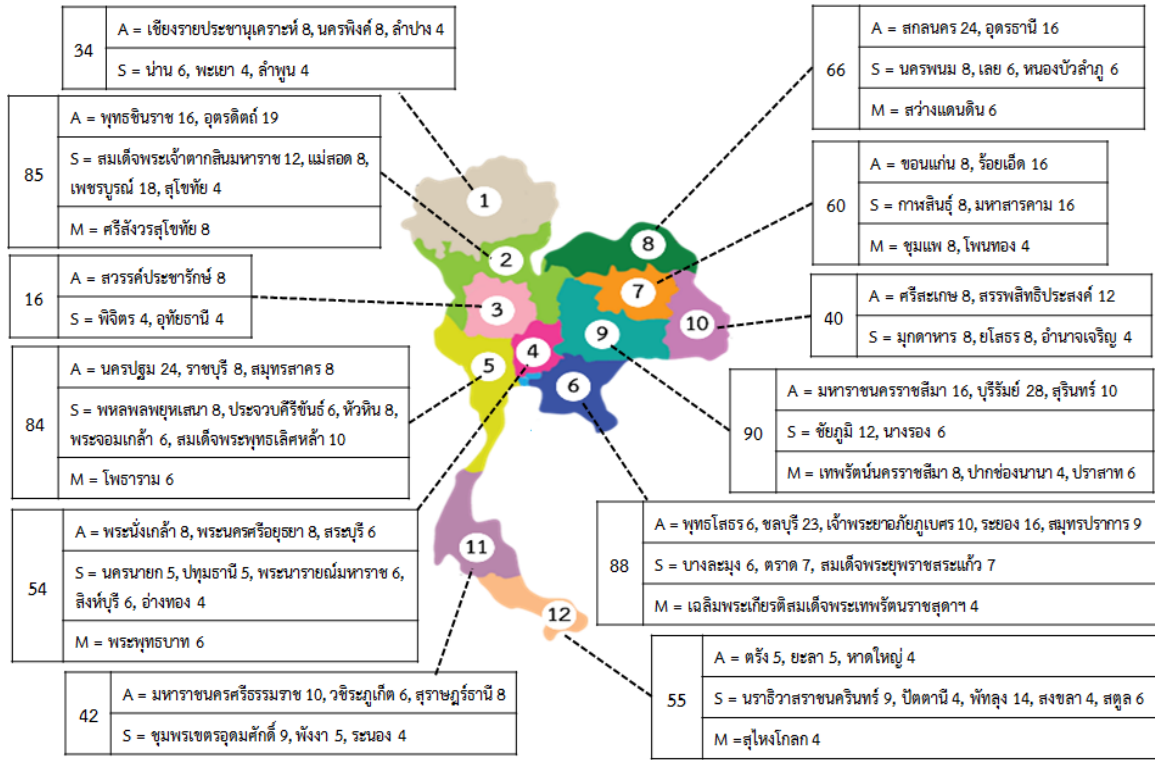 34
A = เชียงรายประชานุเคราะห์ 8, นครพิงค์ 8, ลำปาง 4
S = น่าน 6, พะเยา 4, ลำพูน 4
85
A = พุทธชินราช 16, อุตรดิตถ์ 19
S = สมเด็จพระเจ้าตากสินมหาราช 12, แม่สอด 8,
เพชรบูรณ์ 18, สุโขทัย 4
M = ศรีสังวรสุโขทัย 8
16
A = สวรรค์ประชารักษ์ 8
S = พิจิตร 4, อุทัยธานี 4
84
A = นครปฐม 24, ราชบุรี 8, สมุทรสาคร 8
S = พหลพลพยุหเสนา 8, ประจวบคีรีขันธ์ 6, หัวหิน 8,
พระจอมเกล้า 6, สมเด็จพระพุทธเลิศหล้า 10
M = โพธาราม 6
54
A = พระนั่งเกล้า 8, พระนครศรีอยุธยา 8, สระบุรี 6
S = นครนายก 5, ปทุมธานี 5, พระนารายณ์มหาราช 6,
สิงห์บุรี 6, อ่างทอง 4
M = พระพุทธบาท 6
42
A = มหาราชนครศรีธรรมราช 10, วชิระภูเก็ต 6, สุราษฎร์ธานี 8
S = ชุมพรเขตรอุดมศักดิ์ 9, พังงา 5, ระนอง 4
1
2
3
4
5
6
7
8
9
10
11
12
66
A = สกลนคร 24, อุดรธานี 16
S = นครพนม 8, เลย 6, หนองบัวลำภู 6
M = สว่างแดนดิน 6
60
A = ขอนแก่น 8, ร้อยเอ็ด 16
S = กาฬสินธุ์ 8, มหาสารคาม 16
M = ชุมแพ 8, โพนทอง 4
40
A = ศรีสะเกษ 8, สรรพสิทธิประสงค์ 12
S = มุกดาหาร 8, ยโสธร 8, อำนาจเจริญ 4
90
A = มหาราชนครราชสีมา 16, บุรีรัมย์ 28, สุรินทร์ 10
S = ชัยภูมิ 12, นางรอง 6
M = เทพรัตน์นครราชสีมา 8, ปากช่องนานา 4, ปราสาท 6
88
A = พุทธโสธร 6, ชลบุรี 23, เจ้าพระยาอภัยภูเบศร 10, ระยอง 16, สมุทรปราการ 9
S = บางละมุง 6, ตราด 7, สมเด็จพระยุพราชสระแก้ว 7
M = เฉลิมพระเกียรติสมเด็จพระเทพรัตนราชสุดาฯ 4
55
A = ตรัง 5, ยะลา 5, หาดใหญ่ 4
S = นราธิวาสราชนครินทร์ 9, ปัตตานี 4, พัทลุง 14, สงขลา 4, สตูล 6
M =สุไหงโกลก 4